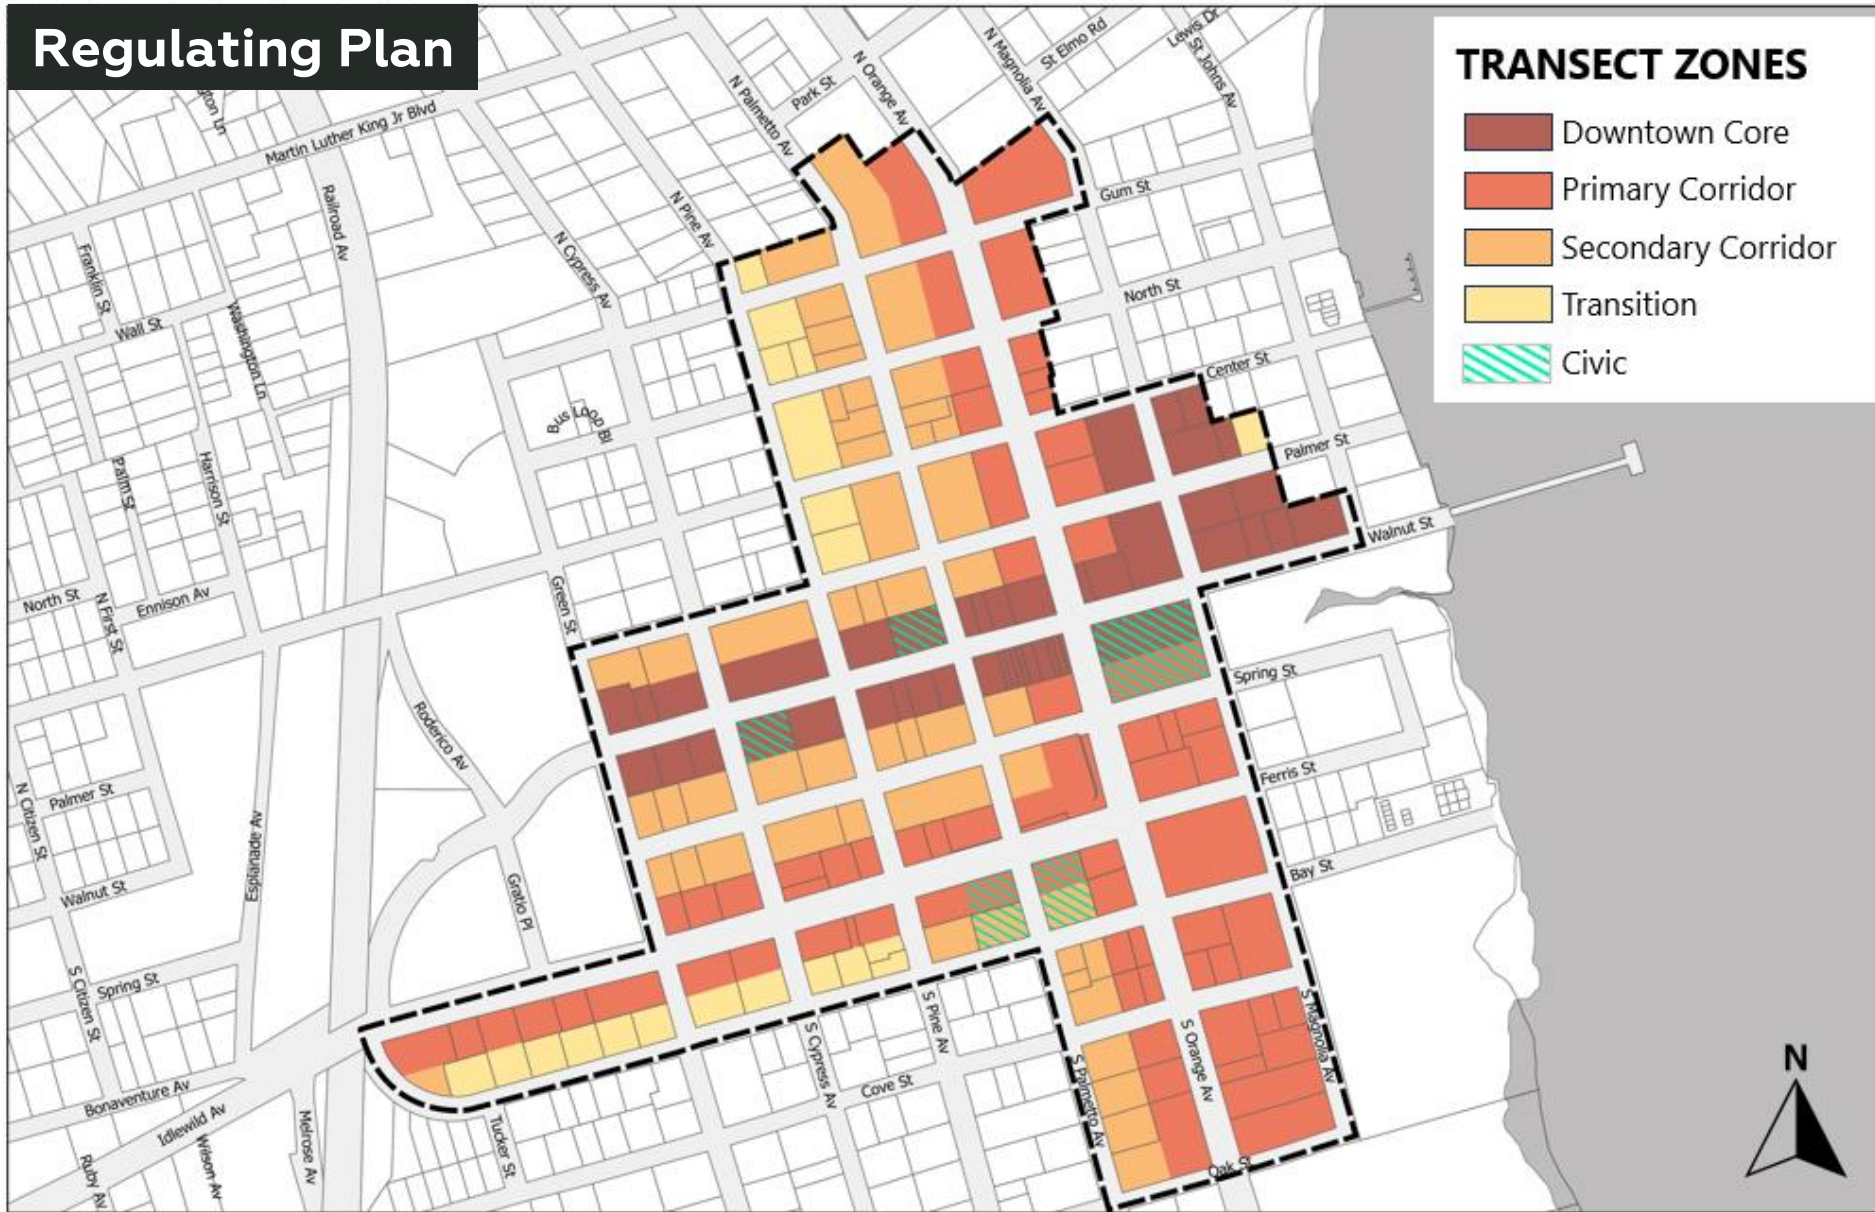 Regulating Plan
TRANSECT ZONES
Downtown Core
Primary Corridor
Secondary Corridor
Transition
Civic
Lewis Dr
St Johns Av
St Elmo Rd
N Magnolia Av
N Orange Av
Park St
N Palmetto Av
Martin Luther King Jr Blvd
Gum St
Railroad Av
N Pine Av
N Cypress Av
Franklin St
North St
Wall St
Washington Ln
Center St
Bus Loop Bl
Palmer St
Palm St
Harrison St
Walnut St
Green St
North St
N First St
Ennison Av
Spring St
Roderico Av
Ferris St
Palmer St
N Citizen St
Esplanade Av
Bay St
Walnut St
Gratio Pl
Spring St
S Citizen St
S Pine Av
S Cypress Av
S Orange Av
S Magnolia Av
N
Cove St
S Palmetto Av
Bonaventure Av
Idlewild Av
Melrose Av
Tucker St
Wilson Av
Ruby Av
Oak St